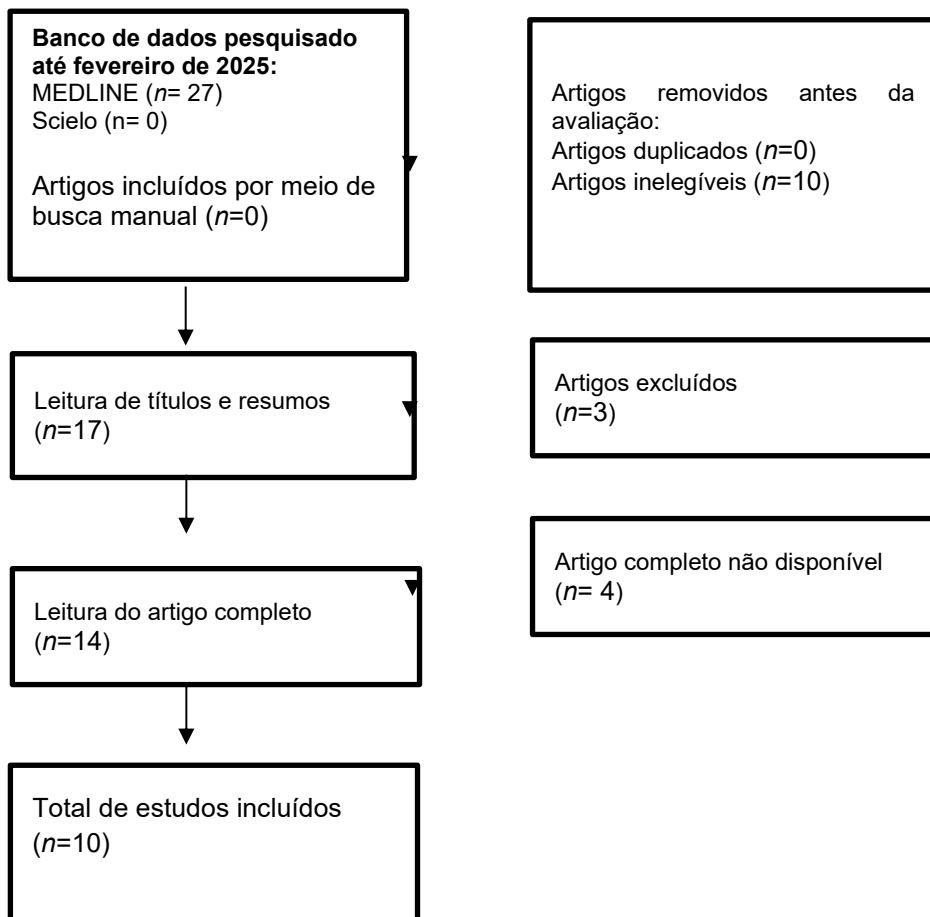 Banco de dados pesquisado
até fevereiro de 2025:
MEDLINE (n= 27)
Scielo (n= 0)
Artigos incluídos por meio de
busca manual (n=0)
Artigos removidos antes da
avaliação:
Artigos duplicados (n=0)
Artigos inelegíveis (n=10)
Leitura de títulos e resumos
(n=17)
Artigos excluídos
(n=3)
Leitura do artigo completo
(n=14)
Artigo completo não disponível
(n= 4)
Total de estudos incluídos
(n=10)